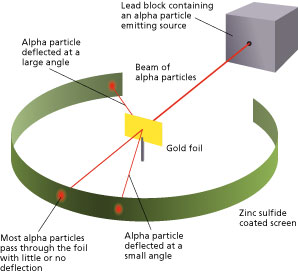 Lead block containing
an alpha particle
emitting source
Alpha particle
deflected at a
large angle
Beam of
alpha particles
Gold foil
Zinc sulfide
coated screen
Most alpha particles
pass through the foil
with little or no
deflection
Alpha particle
deflected at a
small angle